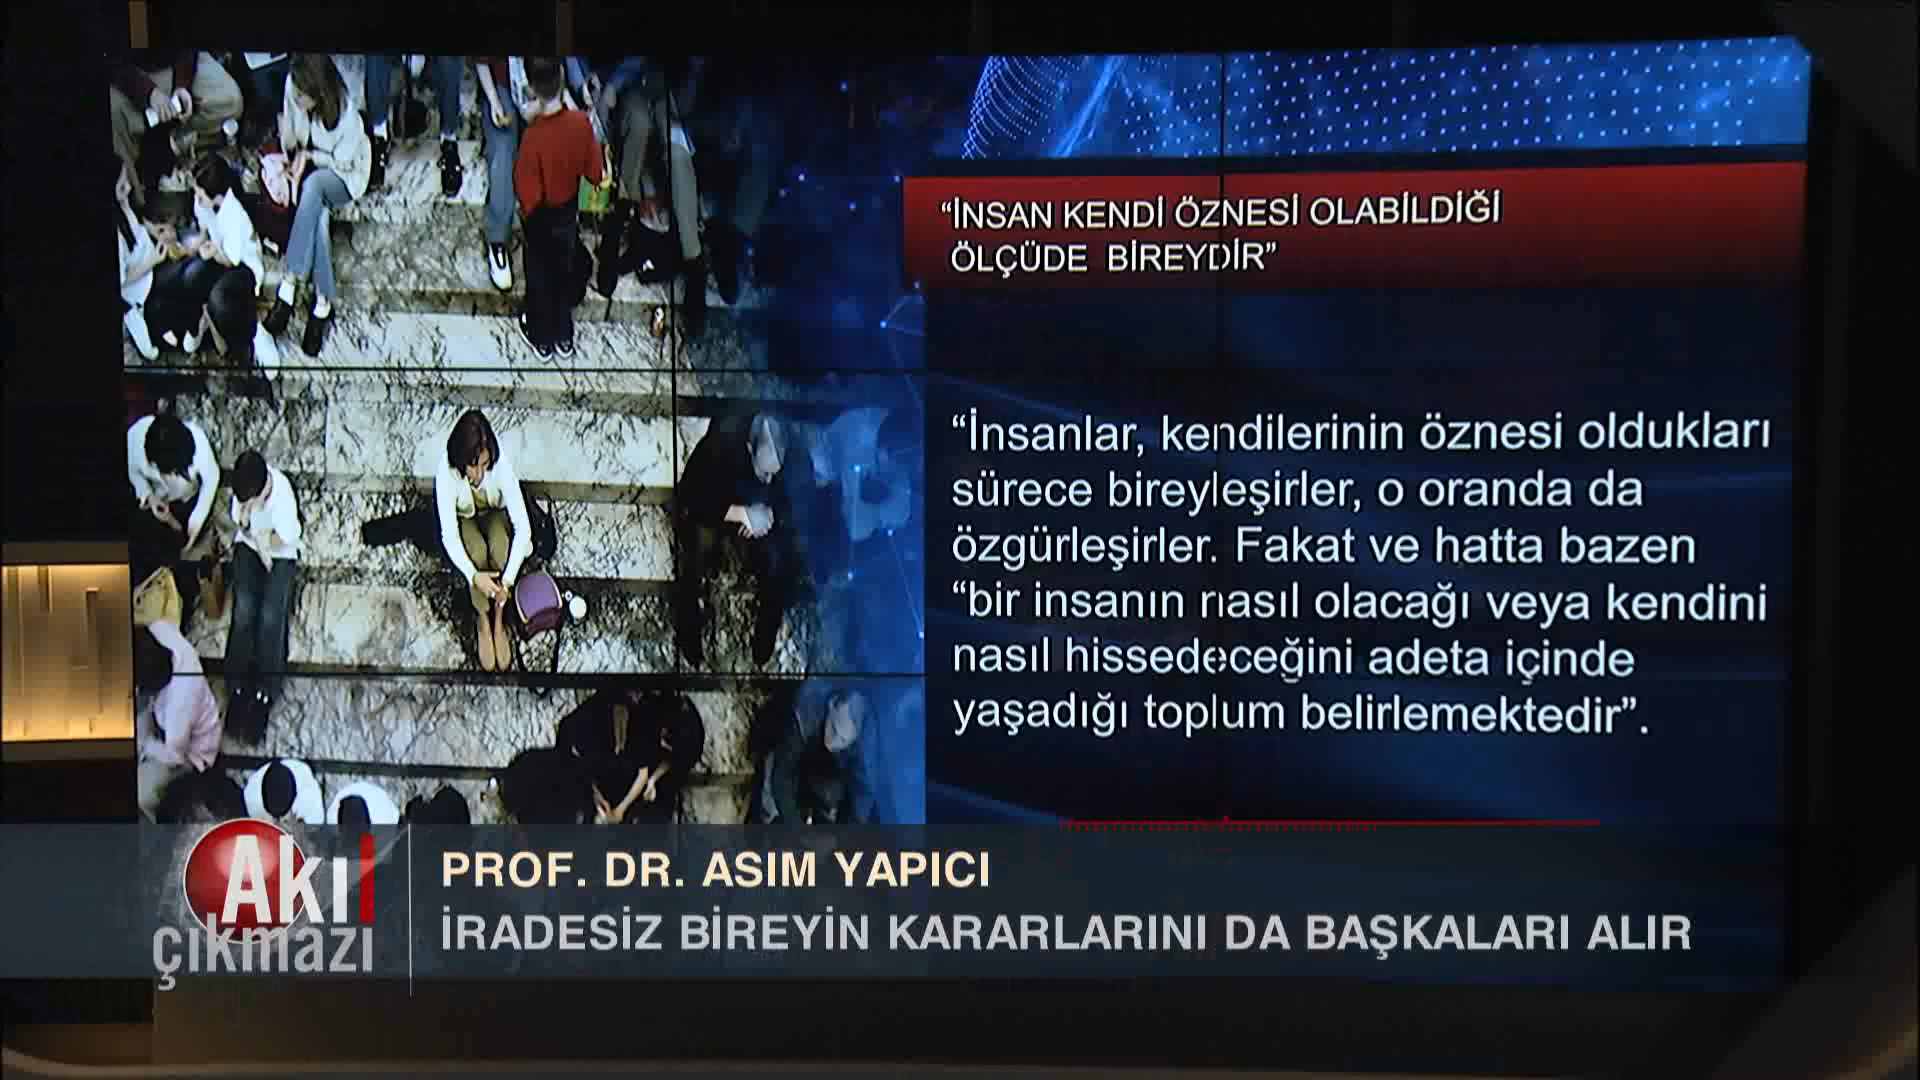 “İNSAN KENDİ ÖZNESİ OLABİLDİĞİ
ÖLÇÜDE BİREYDİR”
“İnsanlar, kendilerinin öznesi oldukları
sürece bireyleşirler, o oranda da
özgürleşirler. Fakat ve hatta bazen
“bir insanın nasıl olacağı veya kendini
nasıl hissedeceğini adeta içinde
yaşadığı toplum belirlemektedir”.
Akıl
çıkmazı
PROF. DR. ASIM YAPICI
İRADESİZ BİREYİN KARARLARINI DA BAŞKALARI ALIR